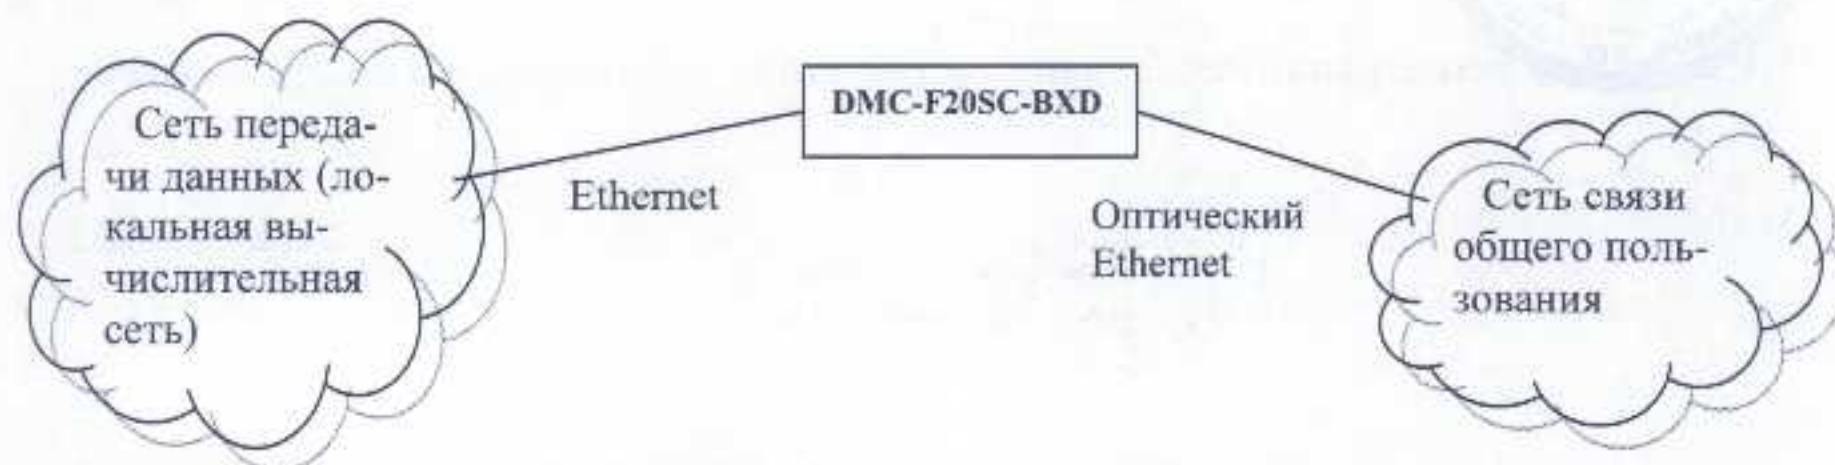 Сеть переда-
чи данных (ло-
кальная вы-
числительная
сеть)
Ethernet
DMC-F20SC-BXD
Оптический
Ethernet
Сеть связи
общего поль-
зования